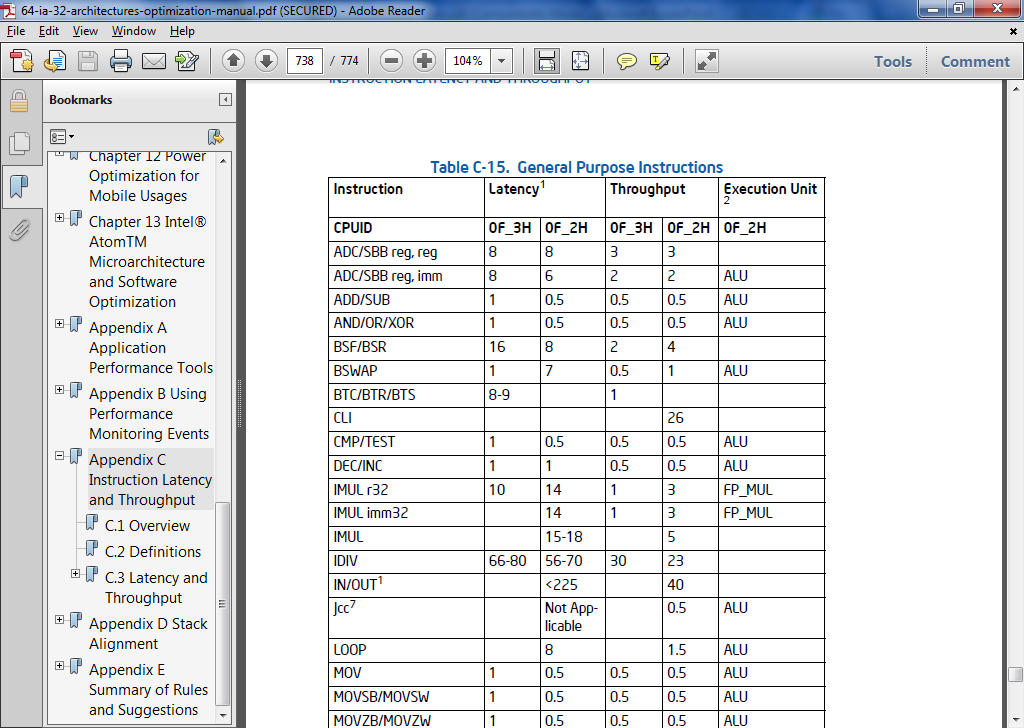 64-ia-32-architectures-optimization-manual.pdf (SECURED) - Adobe Reader
File Edit View Window Help
738 / 774 104% Tools Comment
Bookmarks
Chapter 12 Power
Optimization for
Mobile Usages
Chapter 13 Intel®
AtomTM
Microarchitecture
and Software
Optimization
Appendix A
Application
Performance Tools
Appendix B Using
Performance
Monitoring Events
Appendix C
Instruction Latency
and Throughput
C.1 Overview
C.2 Definitions
C.3 Latency and
Throughput
Appendix D Stack
Alignment
Appendix E
Summary of Rules
and Suggestions
INSTRUCTION LATENCY AND THROUGHPUT
Table C-15. General Purpose Instructions
Instruction Latency1 Throughput Execution Unit
2
CPUID 0F_3H 0F_2H 0F_3H 0F_2H 0F_2H
ADC/SBB reg, reg 8 8 3 3
ADC/SBB reg, imm 8 6 2 2 ALU
ADD/SUB 1 0.5 0.5 0.5 ALU
AND/OR/XOR 1 0.5 0.5 0.5 ALU
BSF/BSR 16 8 2 4
BSWAP 1 7 0.5 1 ALU
BTC/BTR/BTS 8-9 1
CLI 26
CMP/TEST 1 0.5 0.5 0.5 ALU
DEC/INC 1 1 0.5 0.5 ALU
IMUL r32 10 14 1 3 FP_MUL
IMUL imm32 14 1 3 FP_MUL
IMUL 15-18 5
IDIV 66-80 56-70 30 23
IN/OUT1 <225 40
Jcc7 Not App- 0.5 ALU
licable
LOOP 8 1.5 ALU
MOV 1 0.5 0.5 0.5 ALU
MOVSB/MOVSW 1 0.5 0.5 0.5 ALU
MOVZB/MOVZW 1 0.5 0.5 0.5 ALU